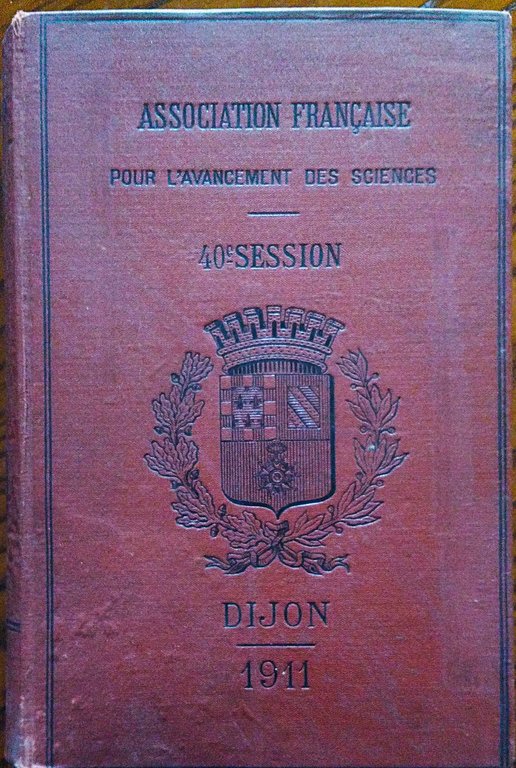 ASSOCIATION FRANÇAISE
POUR L'AVANCEMENT DES SCIENCES
40e SESSION
DIJON
1911